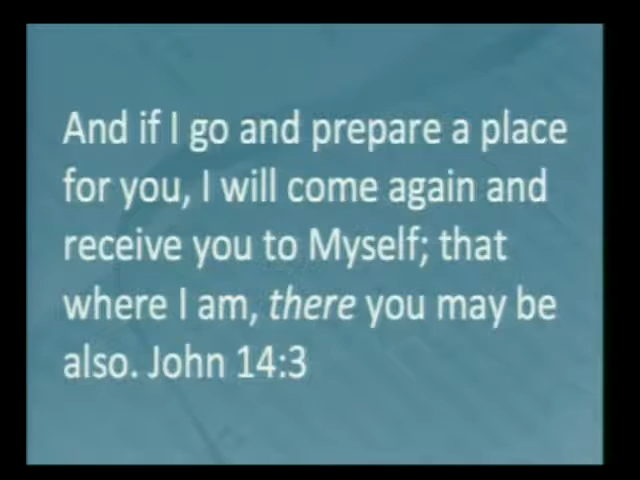 And if I go and prepare a place
for you, I will come again and
receive you to Myself; that
where I am, there you may be
also. John 14:3